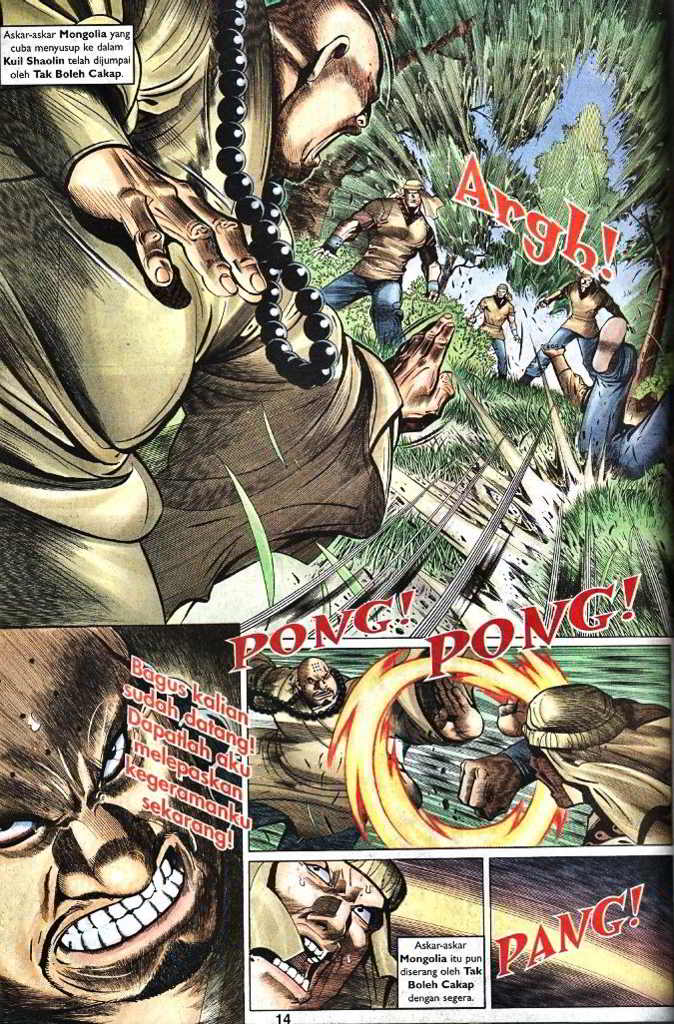 Askar-askar Mongolia yang
cuba menyusup ke dalam
Kuil Shaolin telah dijumpai
oleh Tak Boleh Cakap.
Argh!
PONG!
PONG!
Bagus kalian
sudah datang!
Dapatlah aku
melepaskan
kegeramanku
sekarang!
Askar-askar
Mongolia itu pun
diserang oleh Tak
Boleh Cakap
dengan segera.
PANG!
14